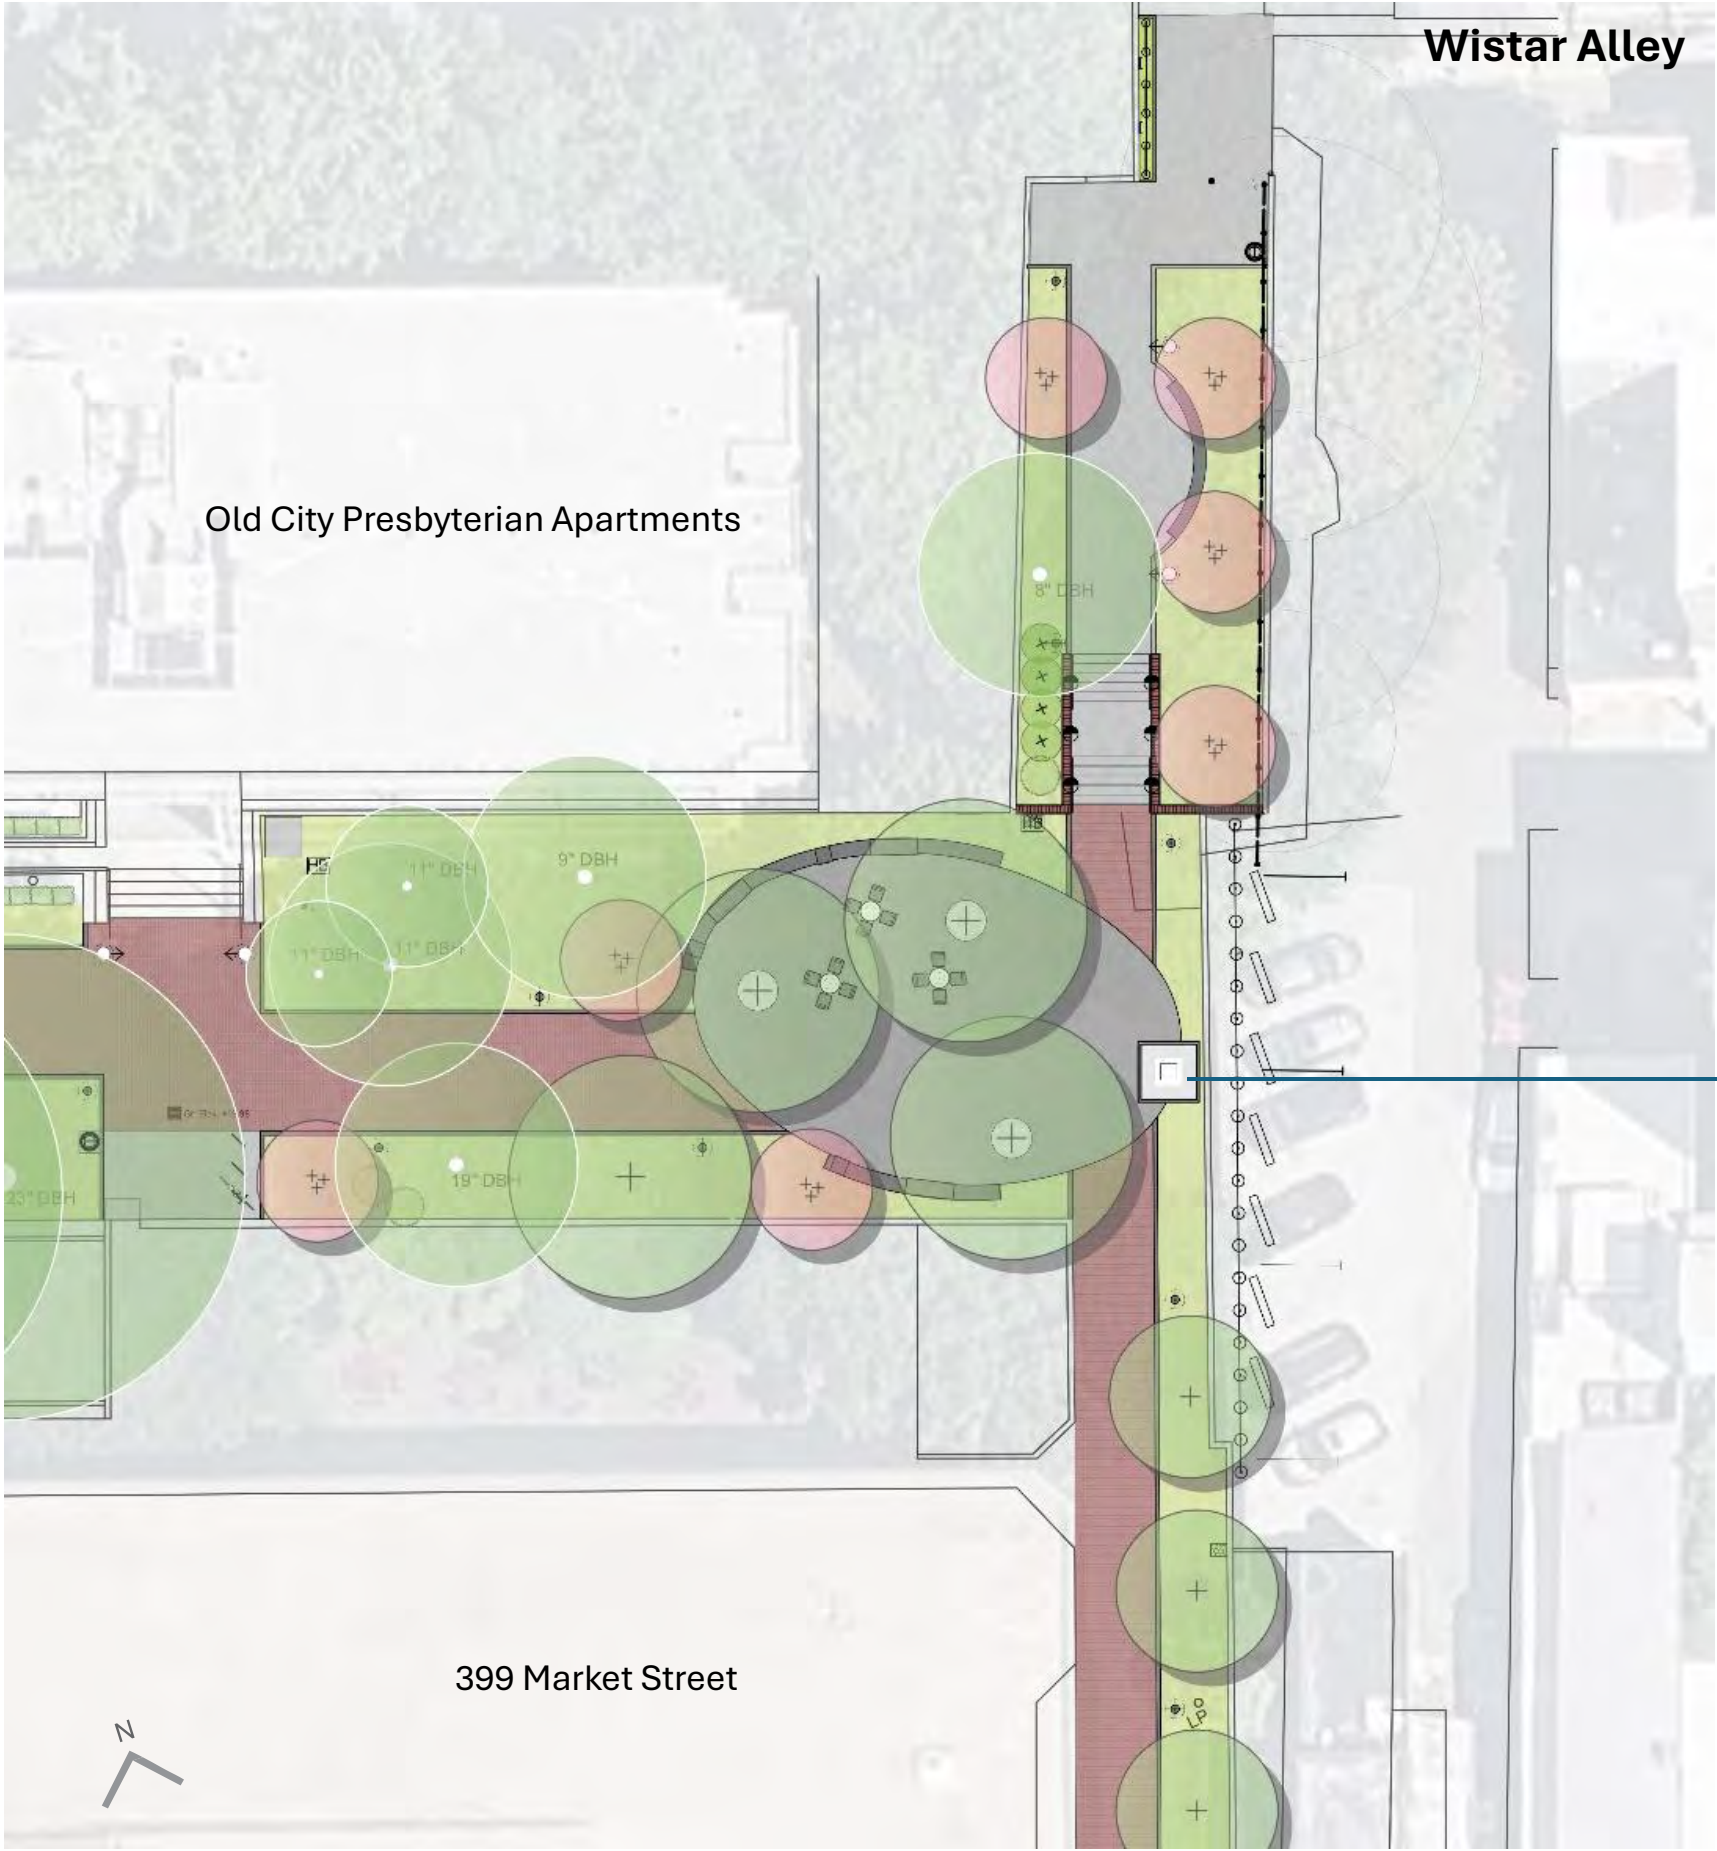 Wistar Alley
Old City Presbyterian Apartments
8" DBH
9" DBH
11" DBH
11" DBH
11" DBH
19" DBH
23" DBH
399 Market Street
LP
N